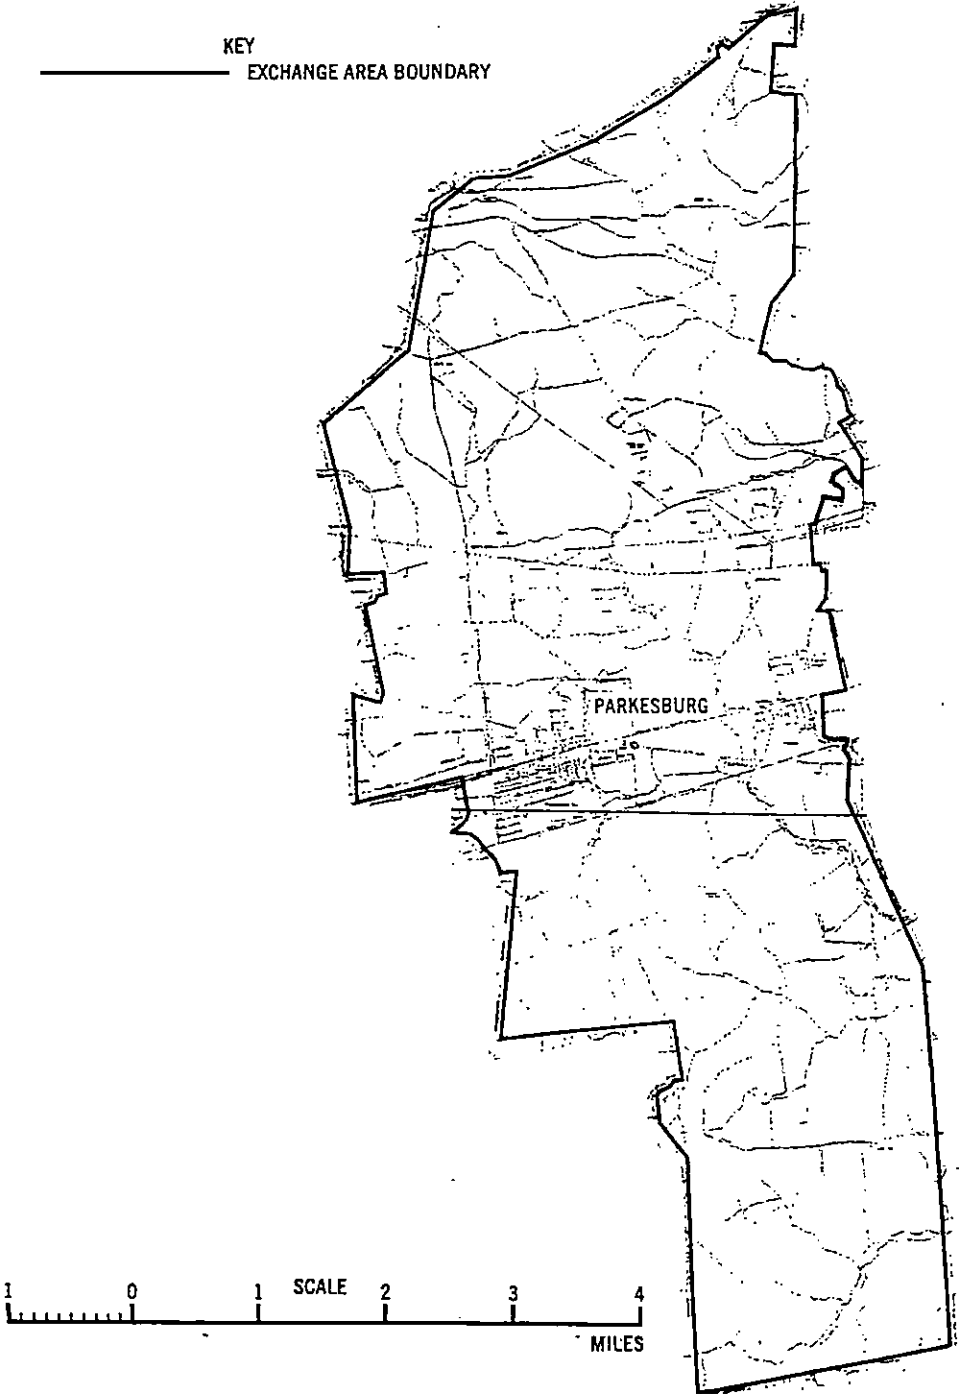 KEY
EXCHANGE AREA BOUNDARY
PARKESBURG
SCALE
1 0 1 2 3 4
MILES